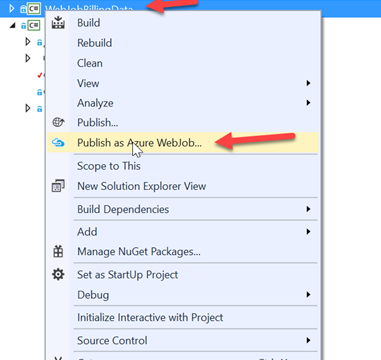 WebJobBillingData
Build
Rebuild
Clean
View
Analyze
Publish...
Publish as Azure WebJob...
Scope to This
New Solution Explorer View
Build Dependencies
Add
Manage NuGet Packages...
Set as StartUp Project
Debug
Initialize Interactive with Project
Source Control